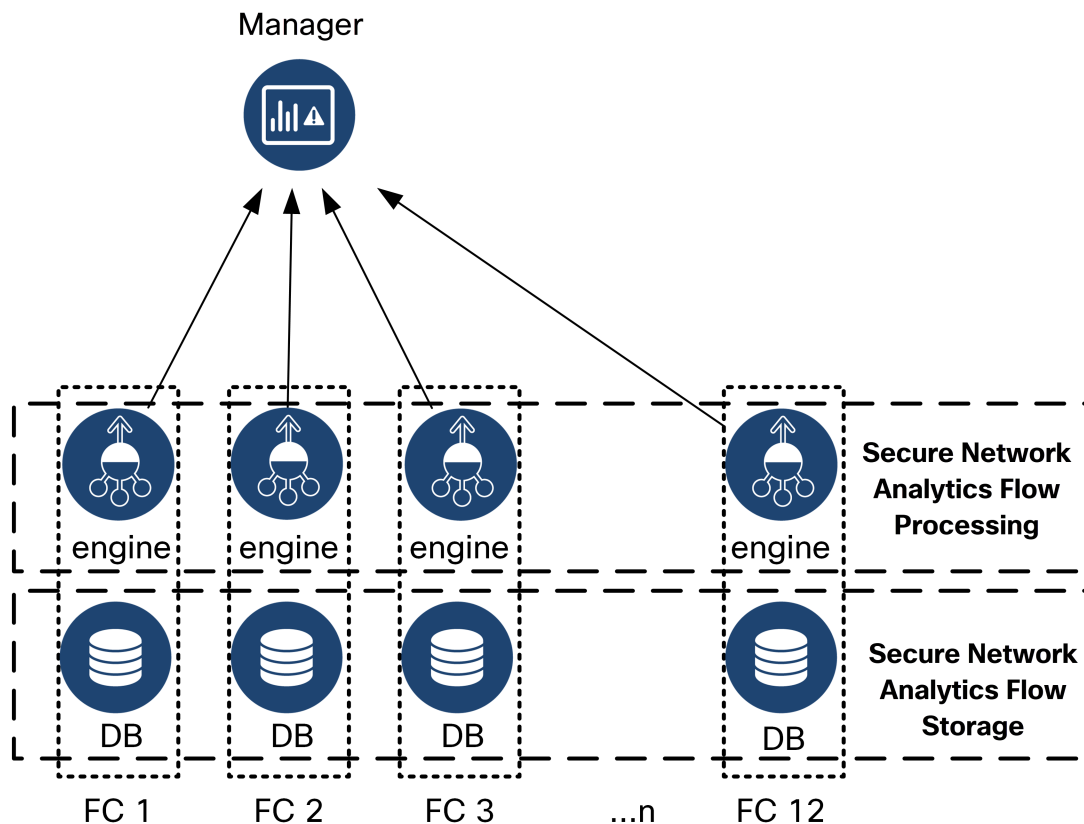 Manager
engine
engine
engine
engine
Secure Network
Analytics Flow
Processing
DB
DB
DB
DB
Secure Network
Analytics Flow
Storage
FC 1
FC 2
FC 3
...n
FC 12